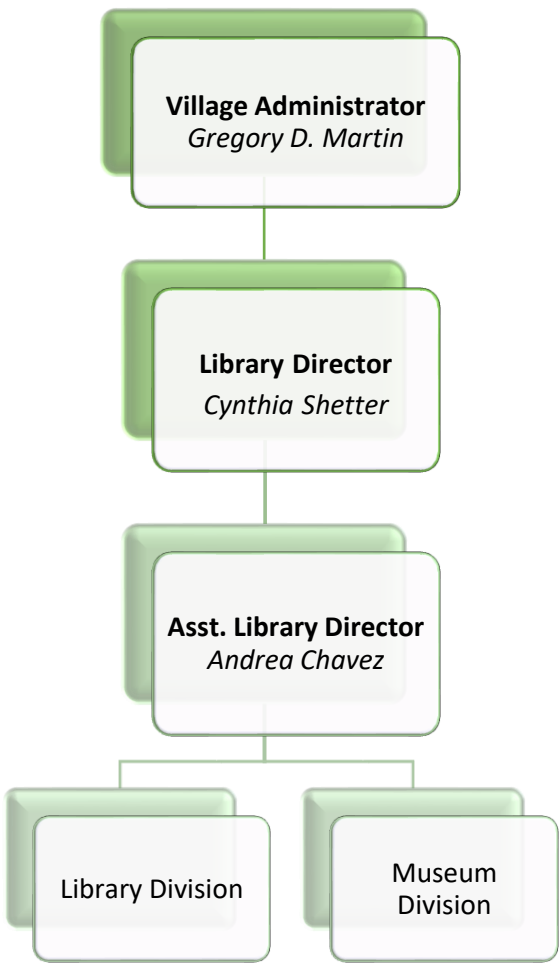 Village Administrator
Gregory D. Martin
Library Director
Cynthia Shetter
Asst. Library Director
Andrea Chavez
Library Division
Museum
Division